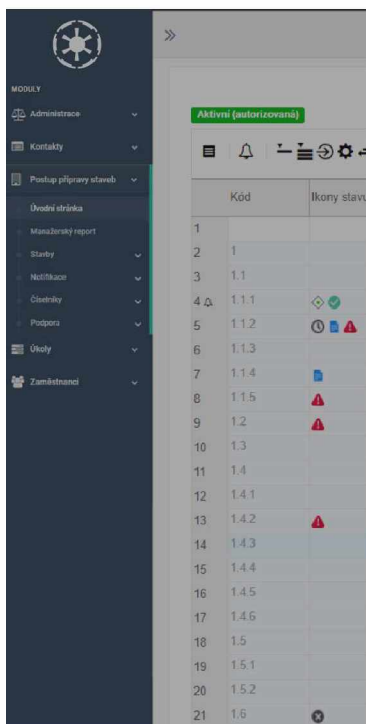 MODULY
Administrace
Kontakty
Postup přípravy staveb
Úvodní stránka
Manažerský report
Stavby
Notifikace
Číselníky
Podpora
Úkoly
Zaměstnanci
Aktivní (autorizovaná)
Kód Ikony stavu
1
2 1
3 1.1
4 1.1.1
5 1.1.2
6 1.1.3
7 1.1.4
8 1.1.5
9 1.2
10 1.3
11 1.4
12 1.4.1
13 1.4.2
14 1.4.3
15 1.4.4
16 1.4.5
17 1.4.6
18 1.5
19 1.5.1
20 1.5.2
21 1.6